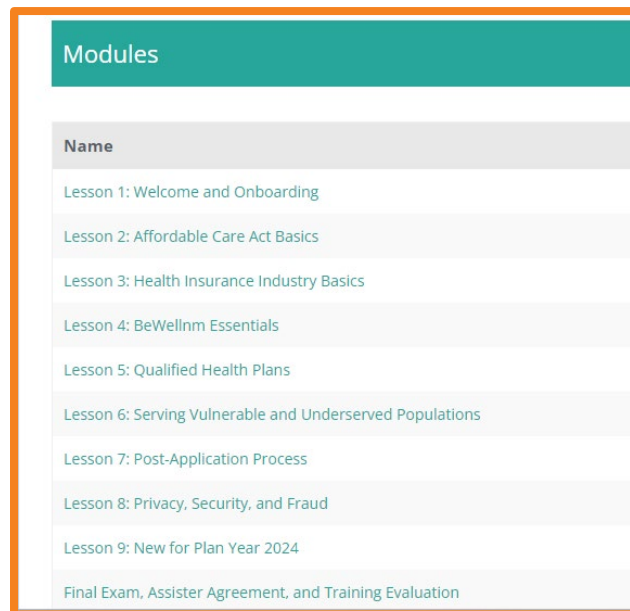 Modules
Name
Lesson 1: Welcome and Onboarding
Lesson 2: Affordable Care Act Basics
Lesson 3: Health Insurance Industry Basics
Lesson 4: BeWellnm Essentials
Lesson 5: Qualified Health Plans
Lesson 6: Serving Vulnerable and Underserved Populations
Lesson 7: Post-Application Process
Lesson 8: Privacy, Security, and Fraud
Lesson 9: New for Plan Year 2024
Final Exam, Assister Agreement, and Training Evaluation